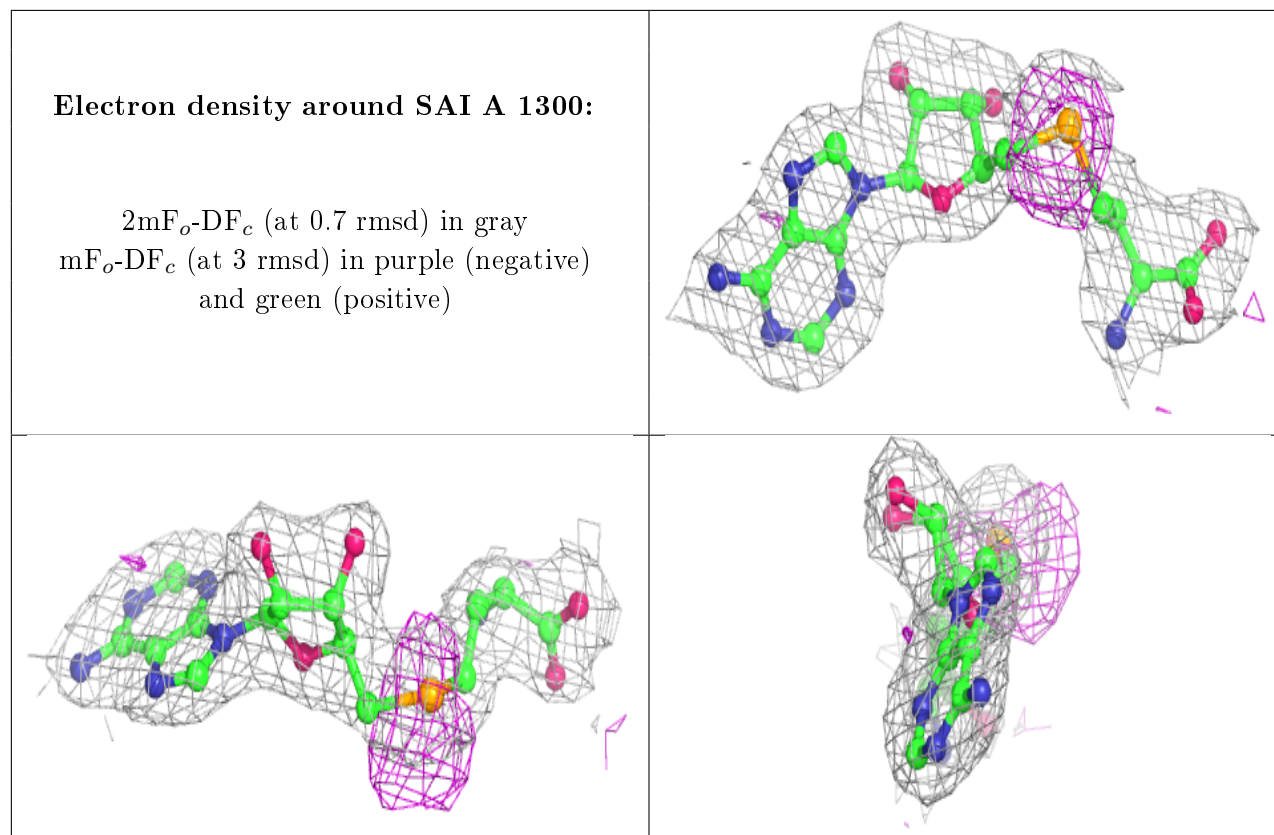 Electron density around SAI A 1300:
2mFo-DFc (at 0.7 rmsd) in gray
mFo-DFc (at 3 rmsd) in purple (negative)
and green (positive)